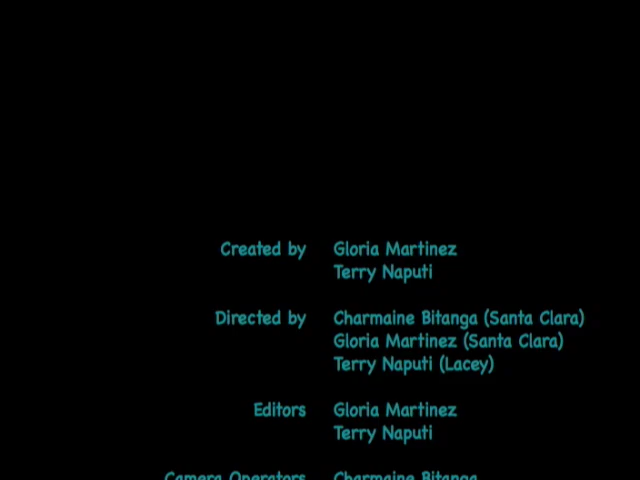 Created by Gloria Martinez
Terry Naputi
Directed by Charmaine Bitanga (Santa Clara)
Gloria Martinez (Santa Clara)
Terry Naputi (Lacey)
Editors Gloria Martinez
Terry Naputi
Camera Operators Charmaine Bitanga